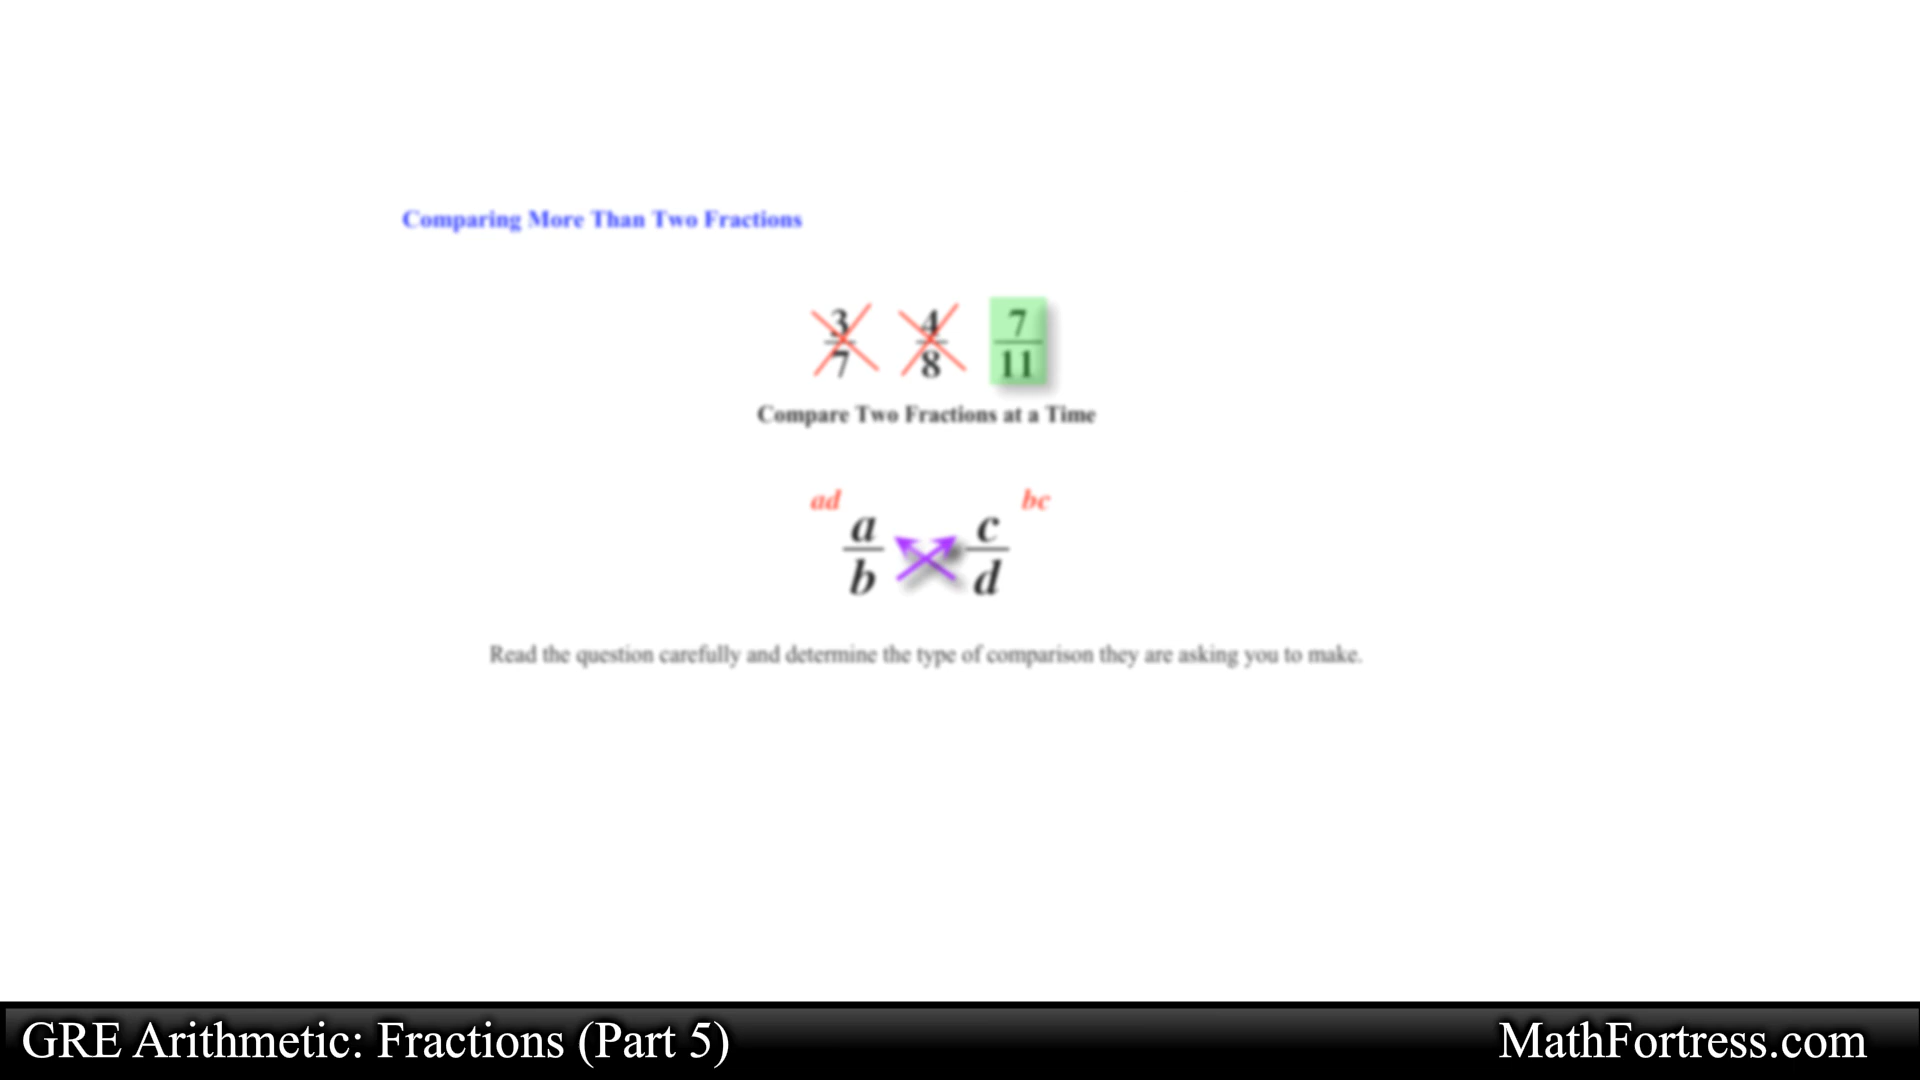 Comparing More Than Two Fractions
3/7 4/8 7/11
Compare Two Fractions at a Time
ad bc
a/b c/d
Read the question carefully and determine the type of comparison they are asking you to make.
GRE Arithmetic: Fractions (Part 5) MathFortress.com